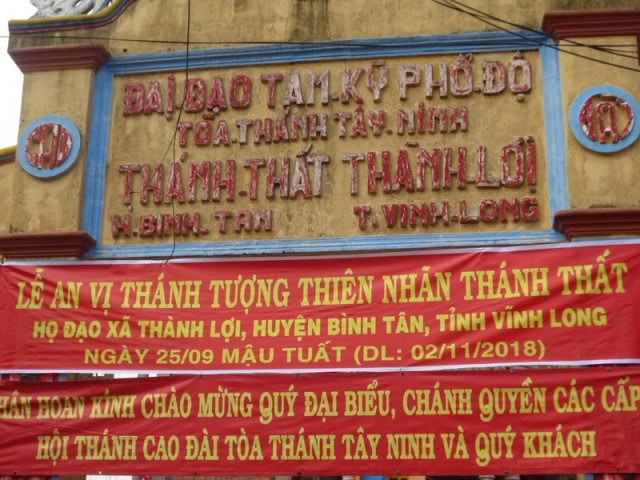 ĐẠI.ĐẠO TAM.KỲ PHỔ.ĐỘ
TÒA.THÁNH TÂY.NINH
THÁNH.THẤT THÀNH.LỢI
H.BÌNH.TÂN T.VĨNH.LONG
LỄ AN VỊ THÁNH TƯỢNG THIÊN NHÃN THÁNH THẤT
HỌ ĐẠO XÃ THÀNH LỢI, HUYỆN BÌNH TÂN, TỈNH VĨNH LONG
NGÀY 25/09 MẬU TUẤT (DL: 02/11/2018)
HÂN HOAN KÍNH CHÀO MỪNG QUÝ ĐẠI BIỂU, CHÁNH QUYỀN CÁC CẤP
HỘI THÁNH CAO ĐÀI TÒA THÁNH TÂY NINH VÀ QUÝ KHÁCH